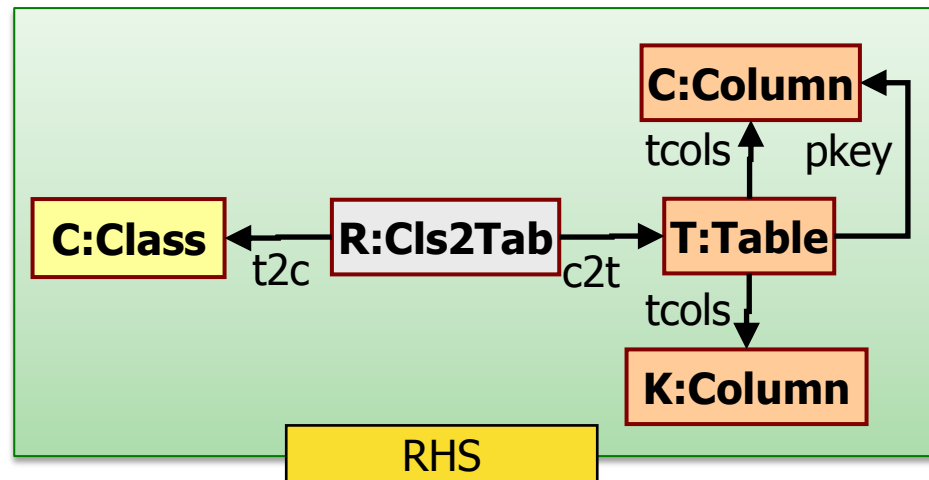 C:Column
tcols
pkey
C:Class
R:Cls2Tab
T:Table
t2c
c2t
tcols
K:Column
RHS